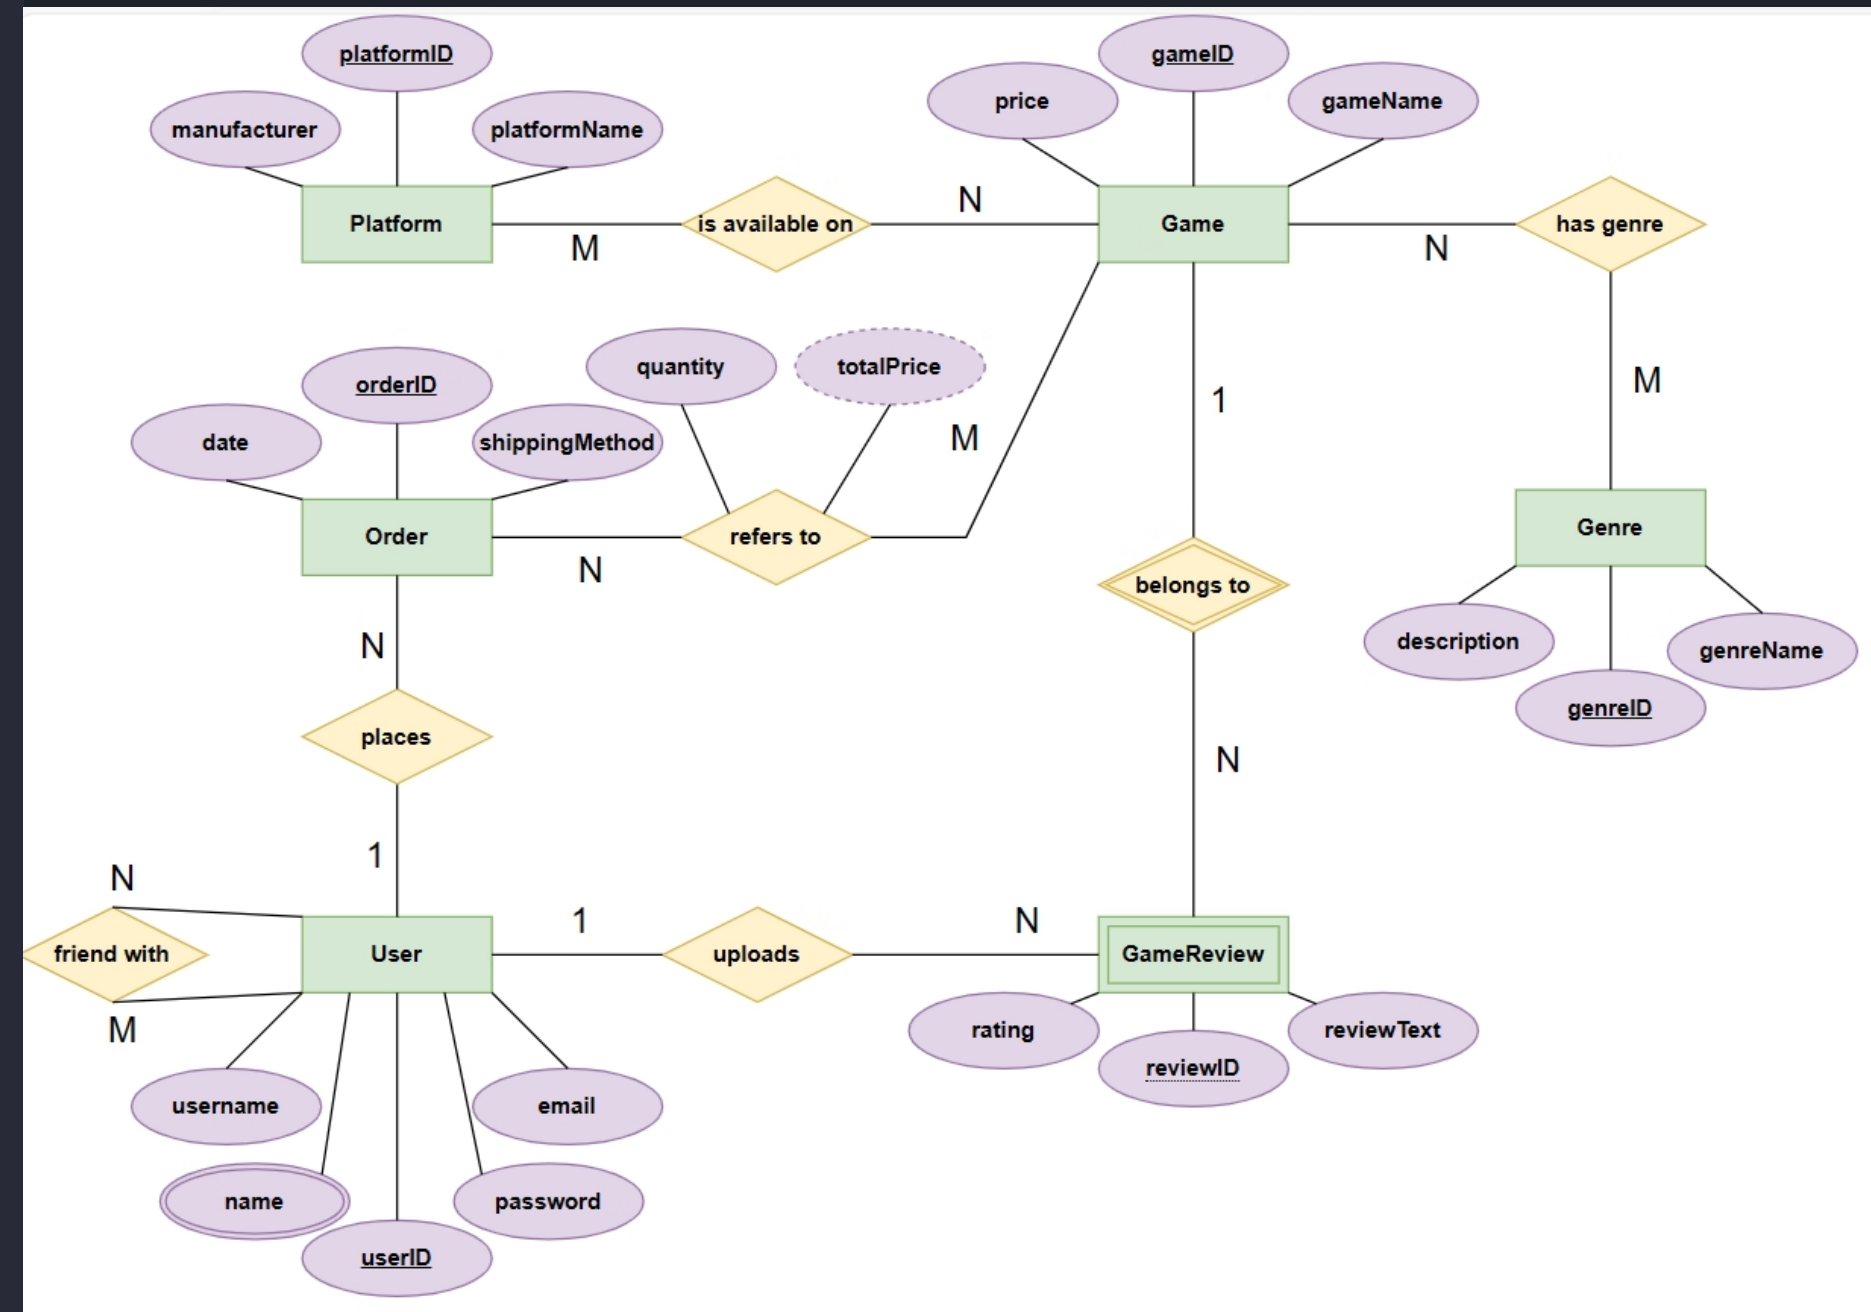 platformID
gameID
manufacturer
platformName
price
gameName
Platform
M
is available on
N
Game
N
has genre
orderID
quantity
totalPrice
date
shippingMethod
M
1
M
Order
N
refers to
belongs to
Genre
description
genreName
genreID
N
places
N
1
N
friend with
M
User
1
uploads
N
GameReview
rating
reviewText
reviewID
username
email
name
password
userID